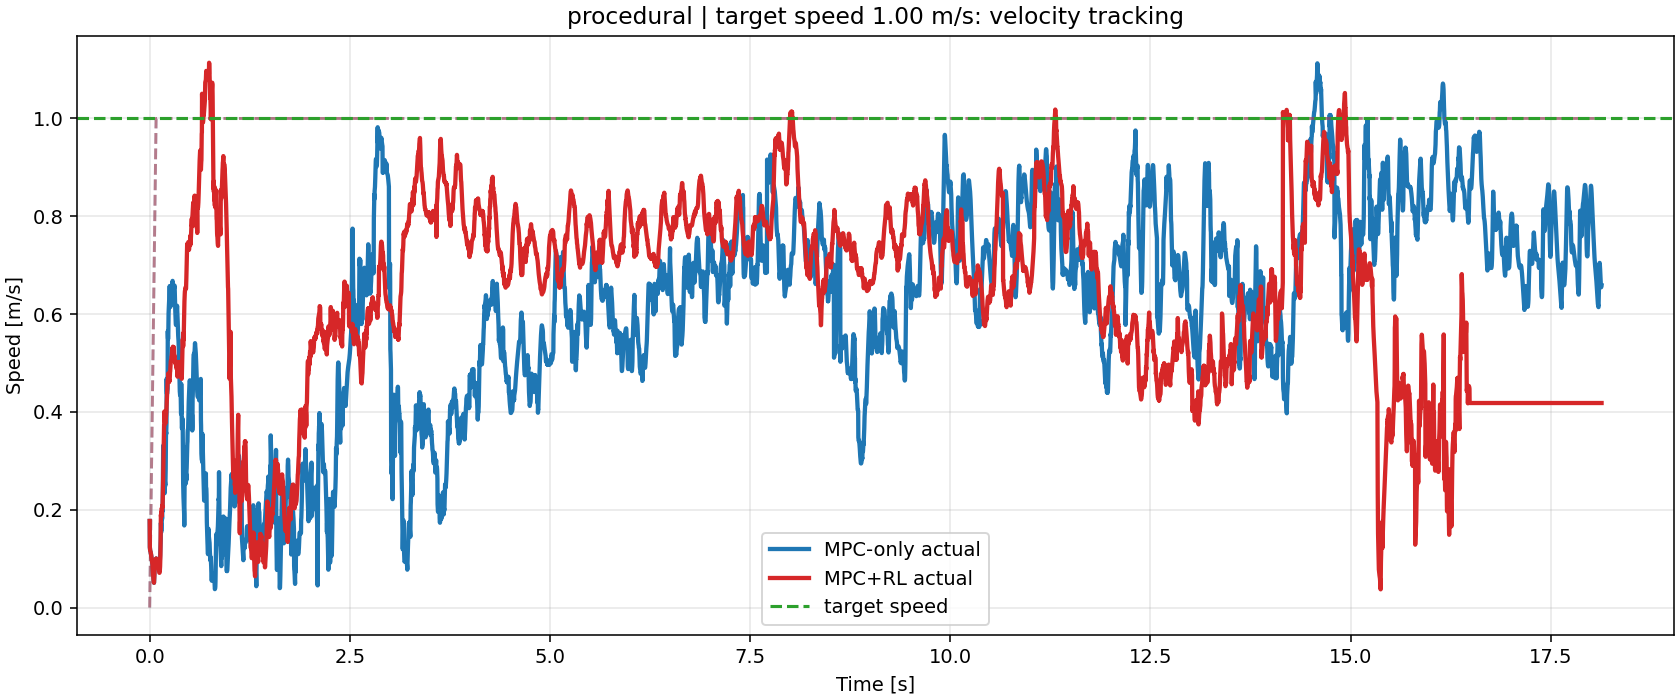 procedural | target speed 1.00 m/s: velocity tracking
Speed [m/s]
1.0
0.8
0.6
0.4
0.2
0.0
MPC-only actual
MPC+RL actual
target speed
0.0 2.5 5.0 7.5 10.0 12.5 15.0 17.5
Time [s]